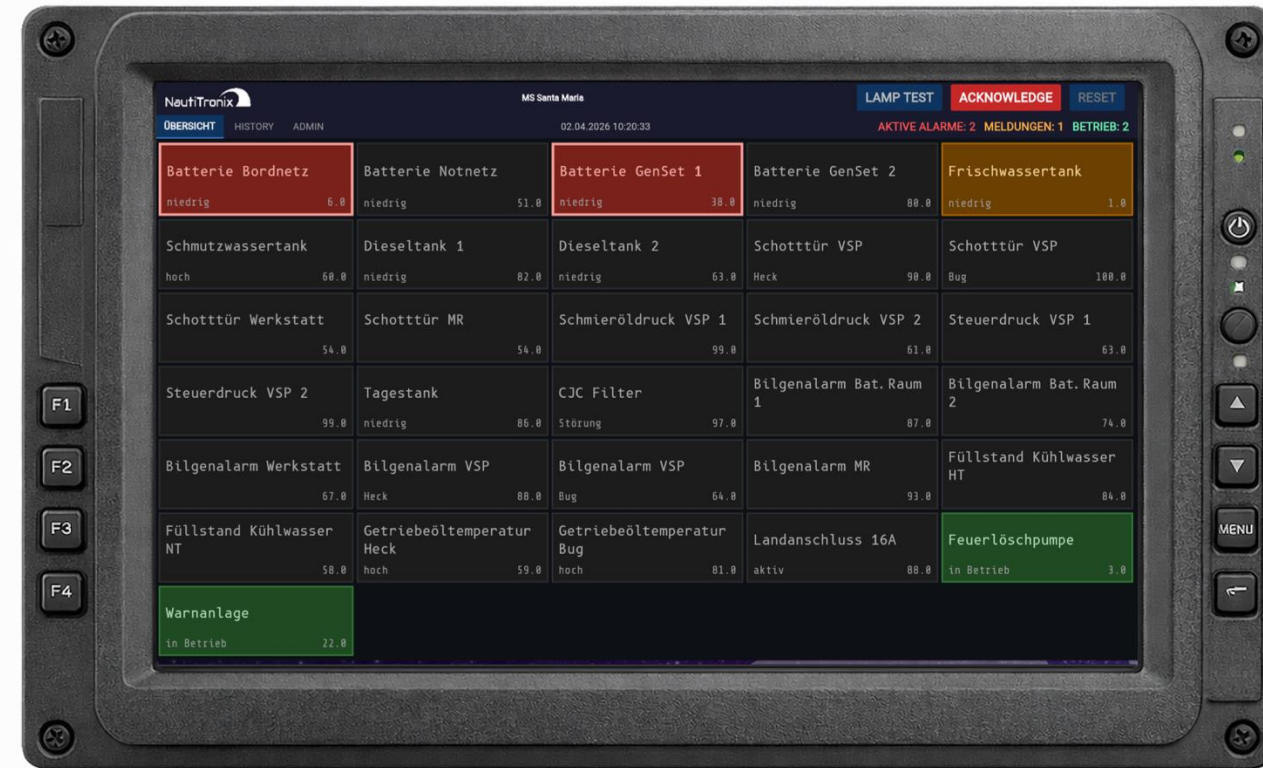 NautiTronix
MS Santa Maria
LAMP TEST ACKNOWLEDGE RESET
ÜBERSICHT HISTORY ADMIN
02.04.2026 10:20:33
AKTIVE ALARME: 2 MELDUNGEN: 1 BETRIEB: 2
Batterie Bordnetz
niedrig 6.0
Batterie Notnetz
niedrig 51.0
Batterie GenSet 1
niedrig 38.0
Batterie GenSet 2
niedrig 80.0
Frischwassertank
niedrig 1.0
Schmutzwassertank
hoch 60.0
Dieseltank 1
niedrig 82.0
Dieseltank 2
niedrig 63.0
Schotttür VSP
Heck 90.0
Schotttür VSP
Bug 100.0
Schotttür Werkstatt
54.0
Schotttür MR
54.0
Schmieröldruck VSP 1
99.0
Schmieröldruck VSP 2
61.0
Steuerdruck VSP 1
63.0
Steuerdruck VSP 2
99.0
Tagestank
niedrig 86.0
CJC Filter
Störung 97.0
Bilgenalarm Bat. Raum
1
87.0
Bilgenalarm Bat. Raum
2
74.0
Bilgenalarm Werkstatt
67.0
Bilgenalarm VSP
Heck 88.0
Bilgenalarm VSP
Bug 64.0
Bilgenalarm MR
93.0
Füllstand Kühlwasser
HT
84.0
Füllstand Kühlwasser
NT
58.0
Getriebeöltemperatur
Heck
hoch 59.0
Getriebeöltemperatur
Bug
hoch 81.0
Landanschluss 16A
aktiv 88.0
Feuerlöschpumpe
in Betrieb 3.0
Warnanlage
in Betrieb 22.0
F1
F2
F3
F4
MENU